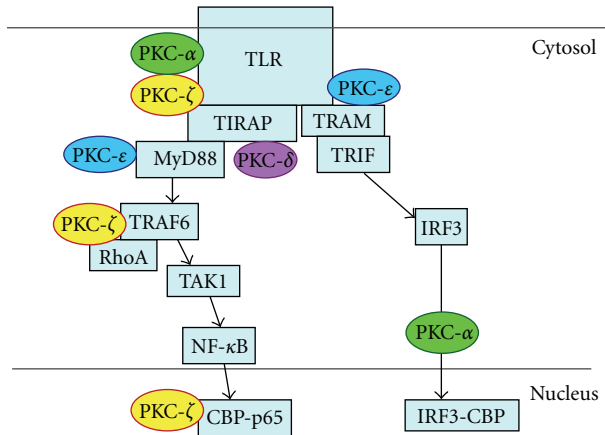 PKC-α
TLR
Cytosol
PKC-ζ
PKC-ε
TIRAP
TRAM
PKC-ε
MyD88
PKC-δ
TRIF
PKC-ζ
TRAF6
RhoA
IRF3
TAK1
PKC-α
NF-κB
Nucleus
PKC-ζ
CBP-p65
IRF3-CBP